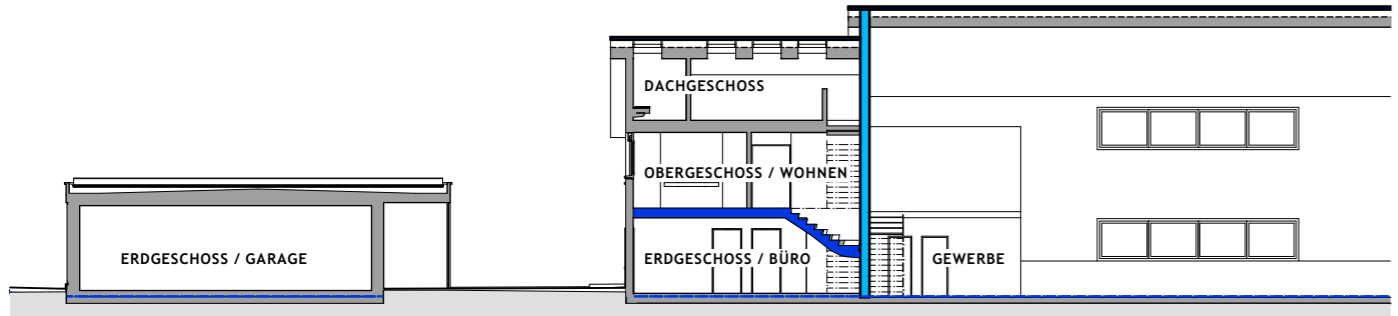 DACHGESCHOSS
OBERGESCHOSS / WOHNEN
ERDGESCHOSS / GARAGE
ERDGESCHOSS / BÜRO
GEWERBE